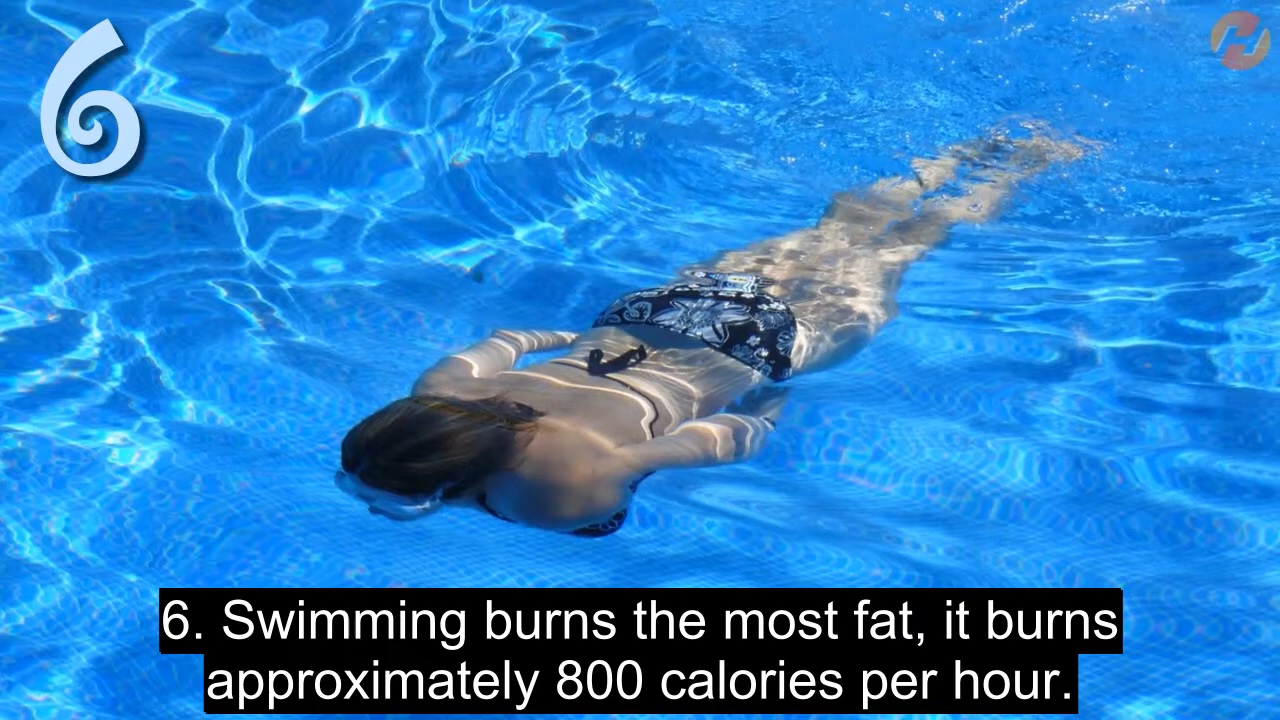 6
6. Swimming burns the most fat, it burns
approximately 800 calories per hour.